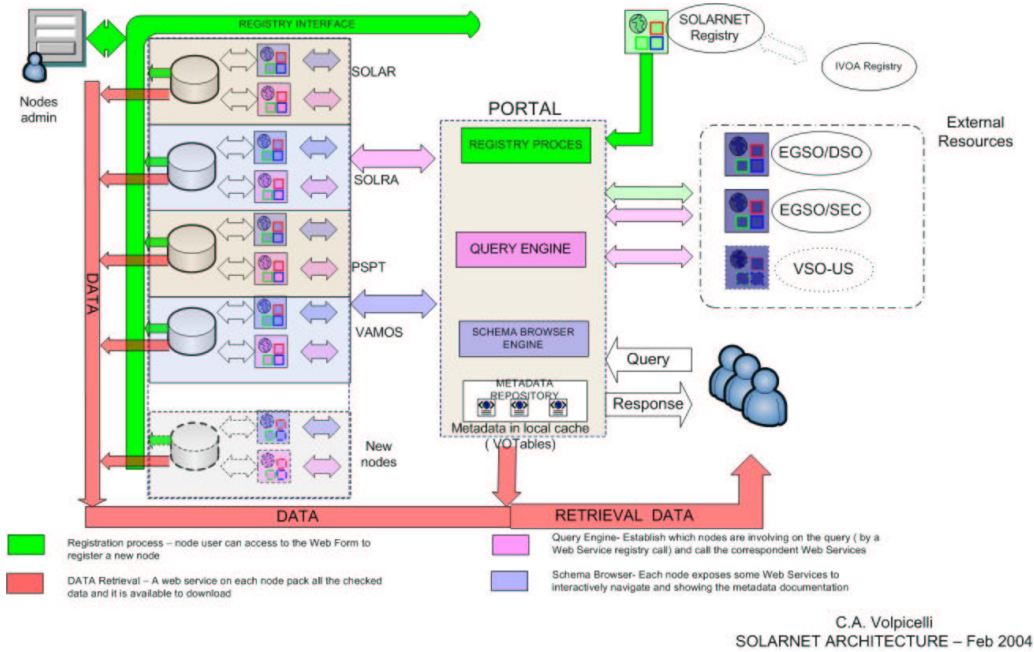 REGISTRY INTERFACE
SOLARNET
Registry
IVOA Registry
Nodes
admin
SOLAR
SOLRA
PSPT
VAMOS
New
nodes
DATA
PORTAL
REGISTRY PROCES
QUERY ENGINE
SCHEMA BROWSER
ENGINE
METADATA
REPOSITORY
Metadata in local cache
( VOTables)
External
Resources
EGSO/DSO
EGSO/SEC
VSO-US
Query
Response
DATA
RETRIEVAL DATA
Registration process – node user can access to the Web Form to
register a new node
DATA Retrieval – A web service on each node pack all the checked
data and it is available to download
Query Engine- Establish which nodes are involving on the query ( by a
Web Service registry call) and call the correspondent Web Services
Schema Browser- Each node exposes some Web Services to
interactively navigate and showing the metadata documentation
C.A. Volpicelli
SOLARNET ARCHITECTURE – Feb 2004